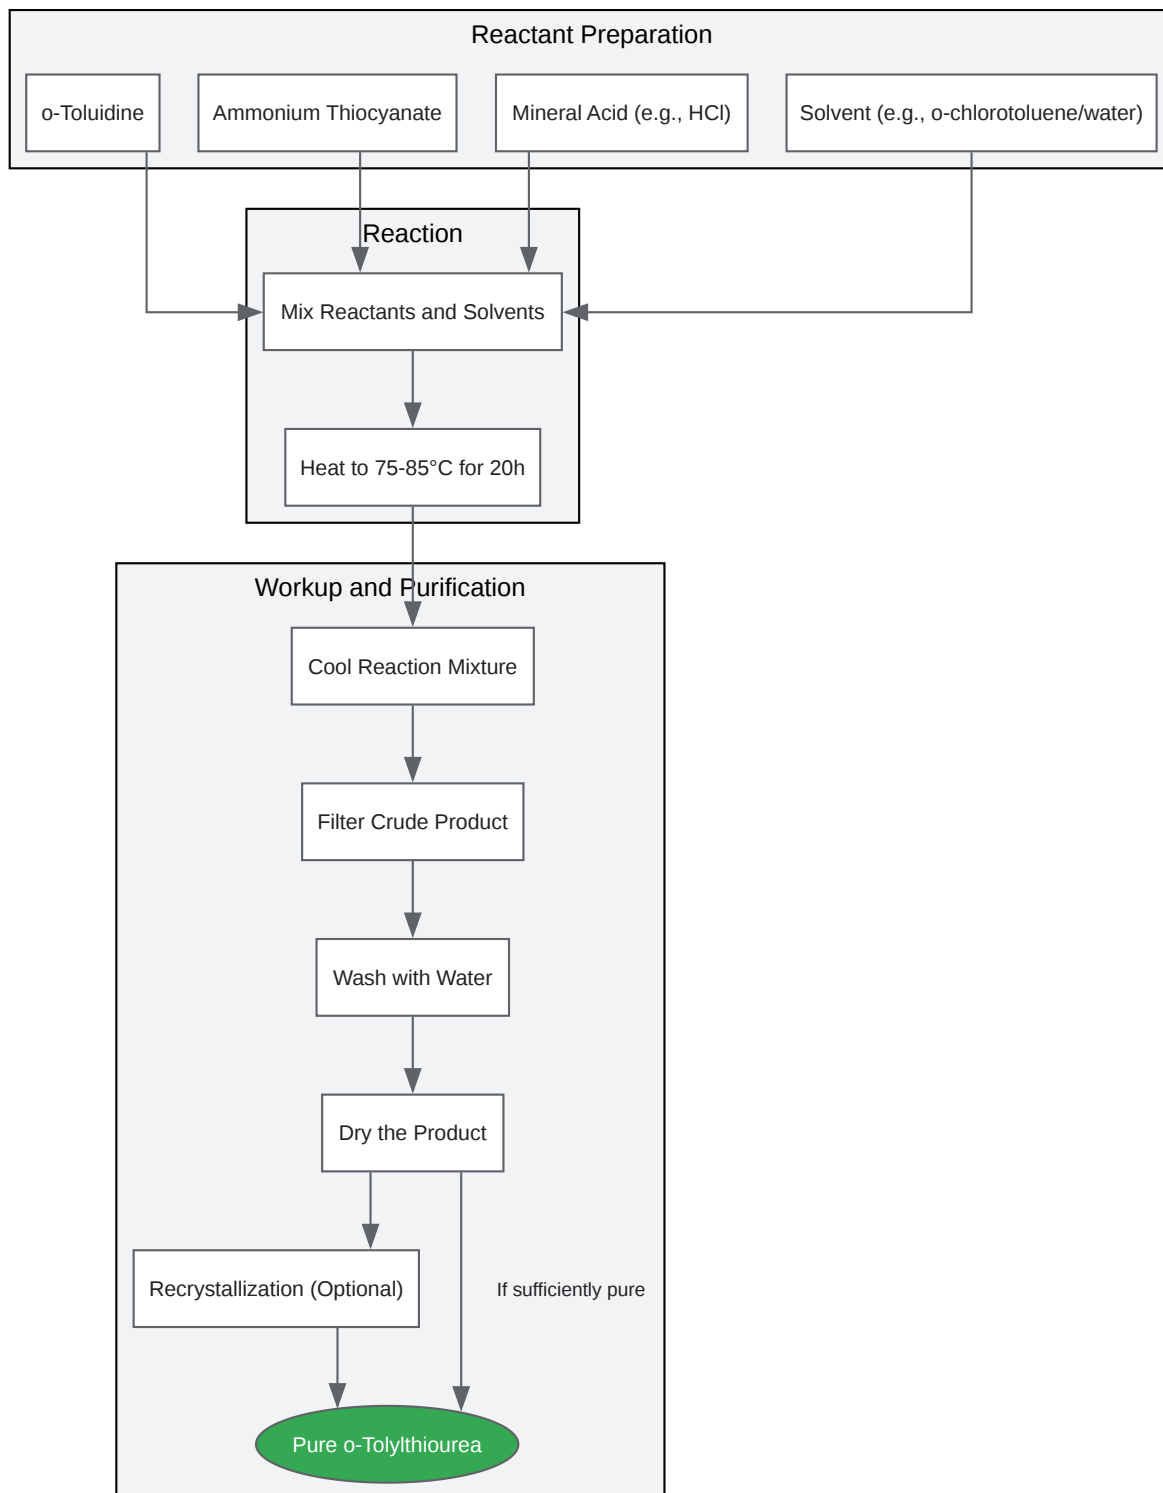 Reactant Preparation
o-Toluidine
Ammonium Thiocyanate
Mineral Acid (e.g., HCl)
Solvent (e.g., o-chlorotoluene/water)
Reaction
Mix Reactants and Solvents
Heat to 75-85°C for 20h
Workup and Purification
Cool Reaction Mixture
Filter Crude Product
Wash with Water
Dry the Product
Recrystallization (Optional)
If sufficiently pure
Pure o-Tolylthiourea